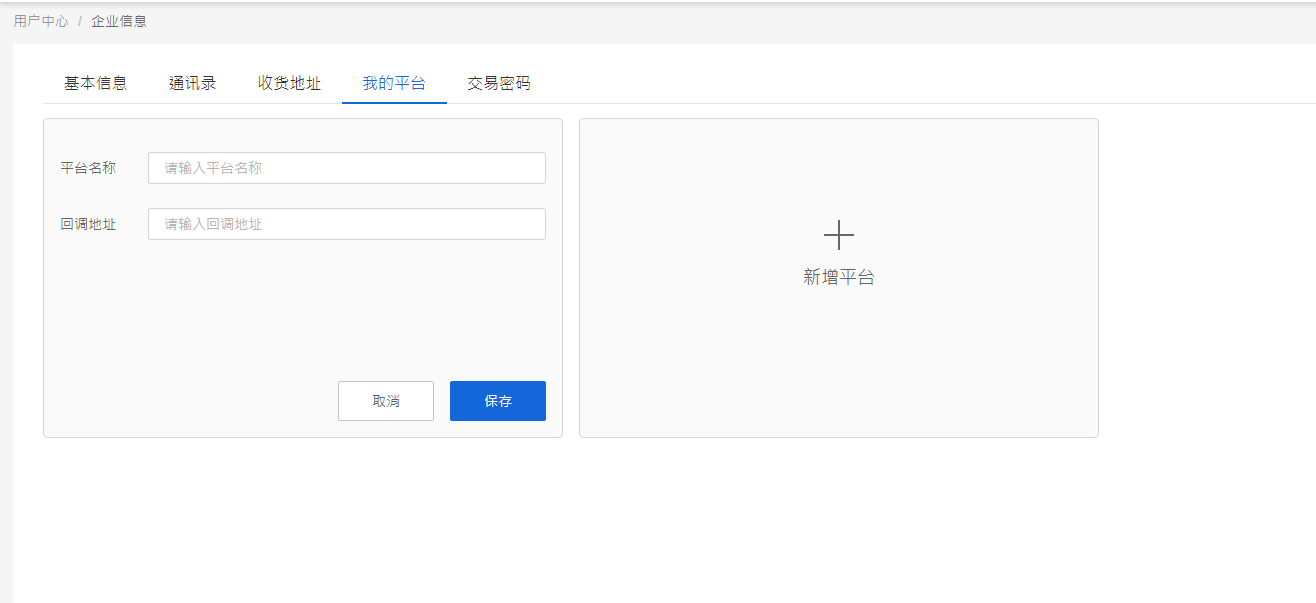 用户中心 / 企业信息
基本信息 通讯录 收货地址 我的平台 交易密码
平台名称 请输入平台名称
回调地址 请输入回调地址
新增平台
取消 保存